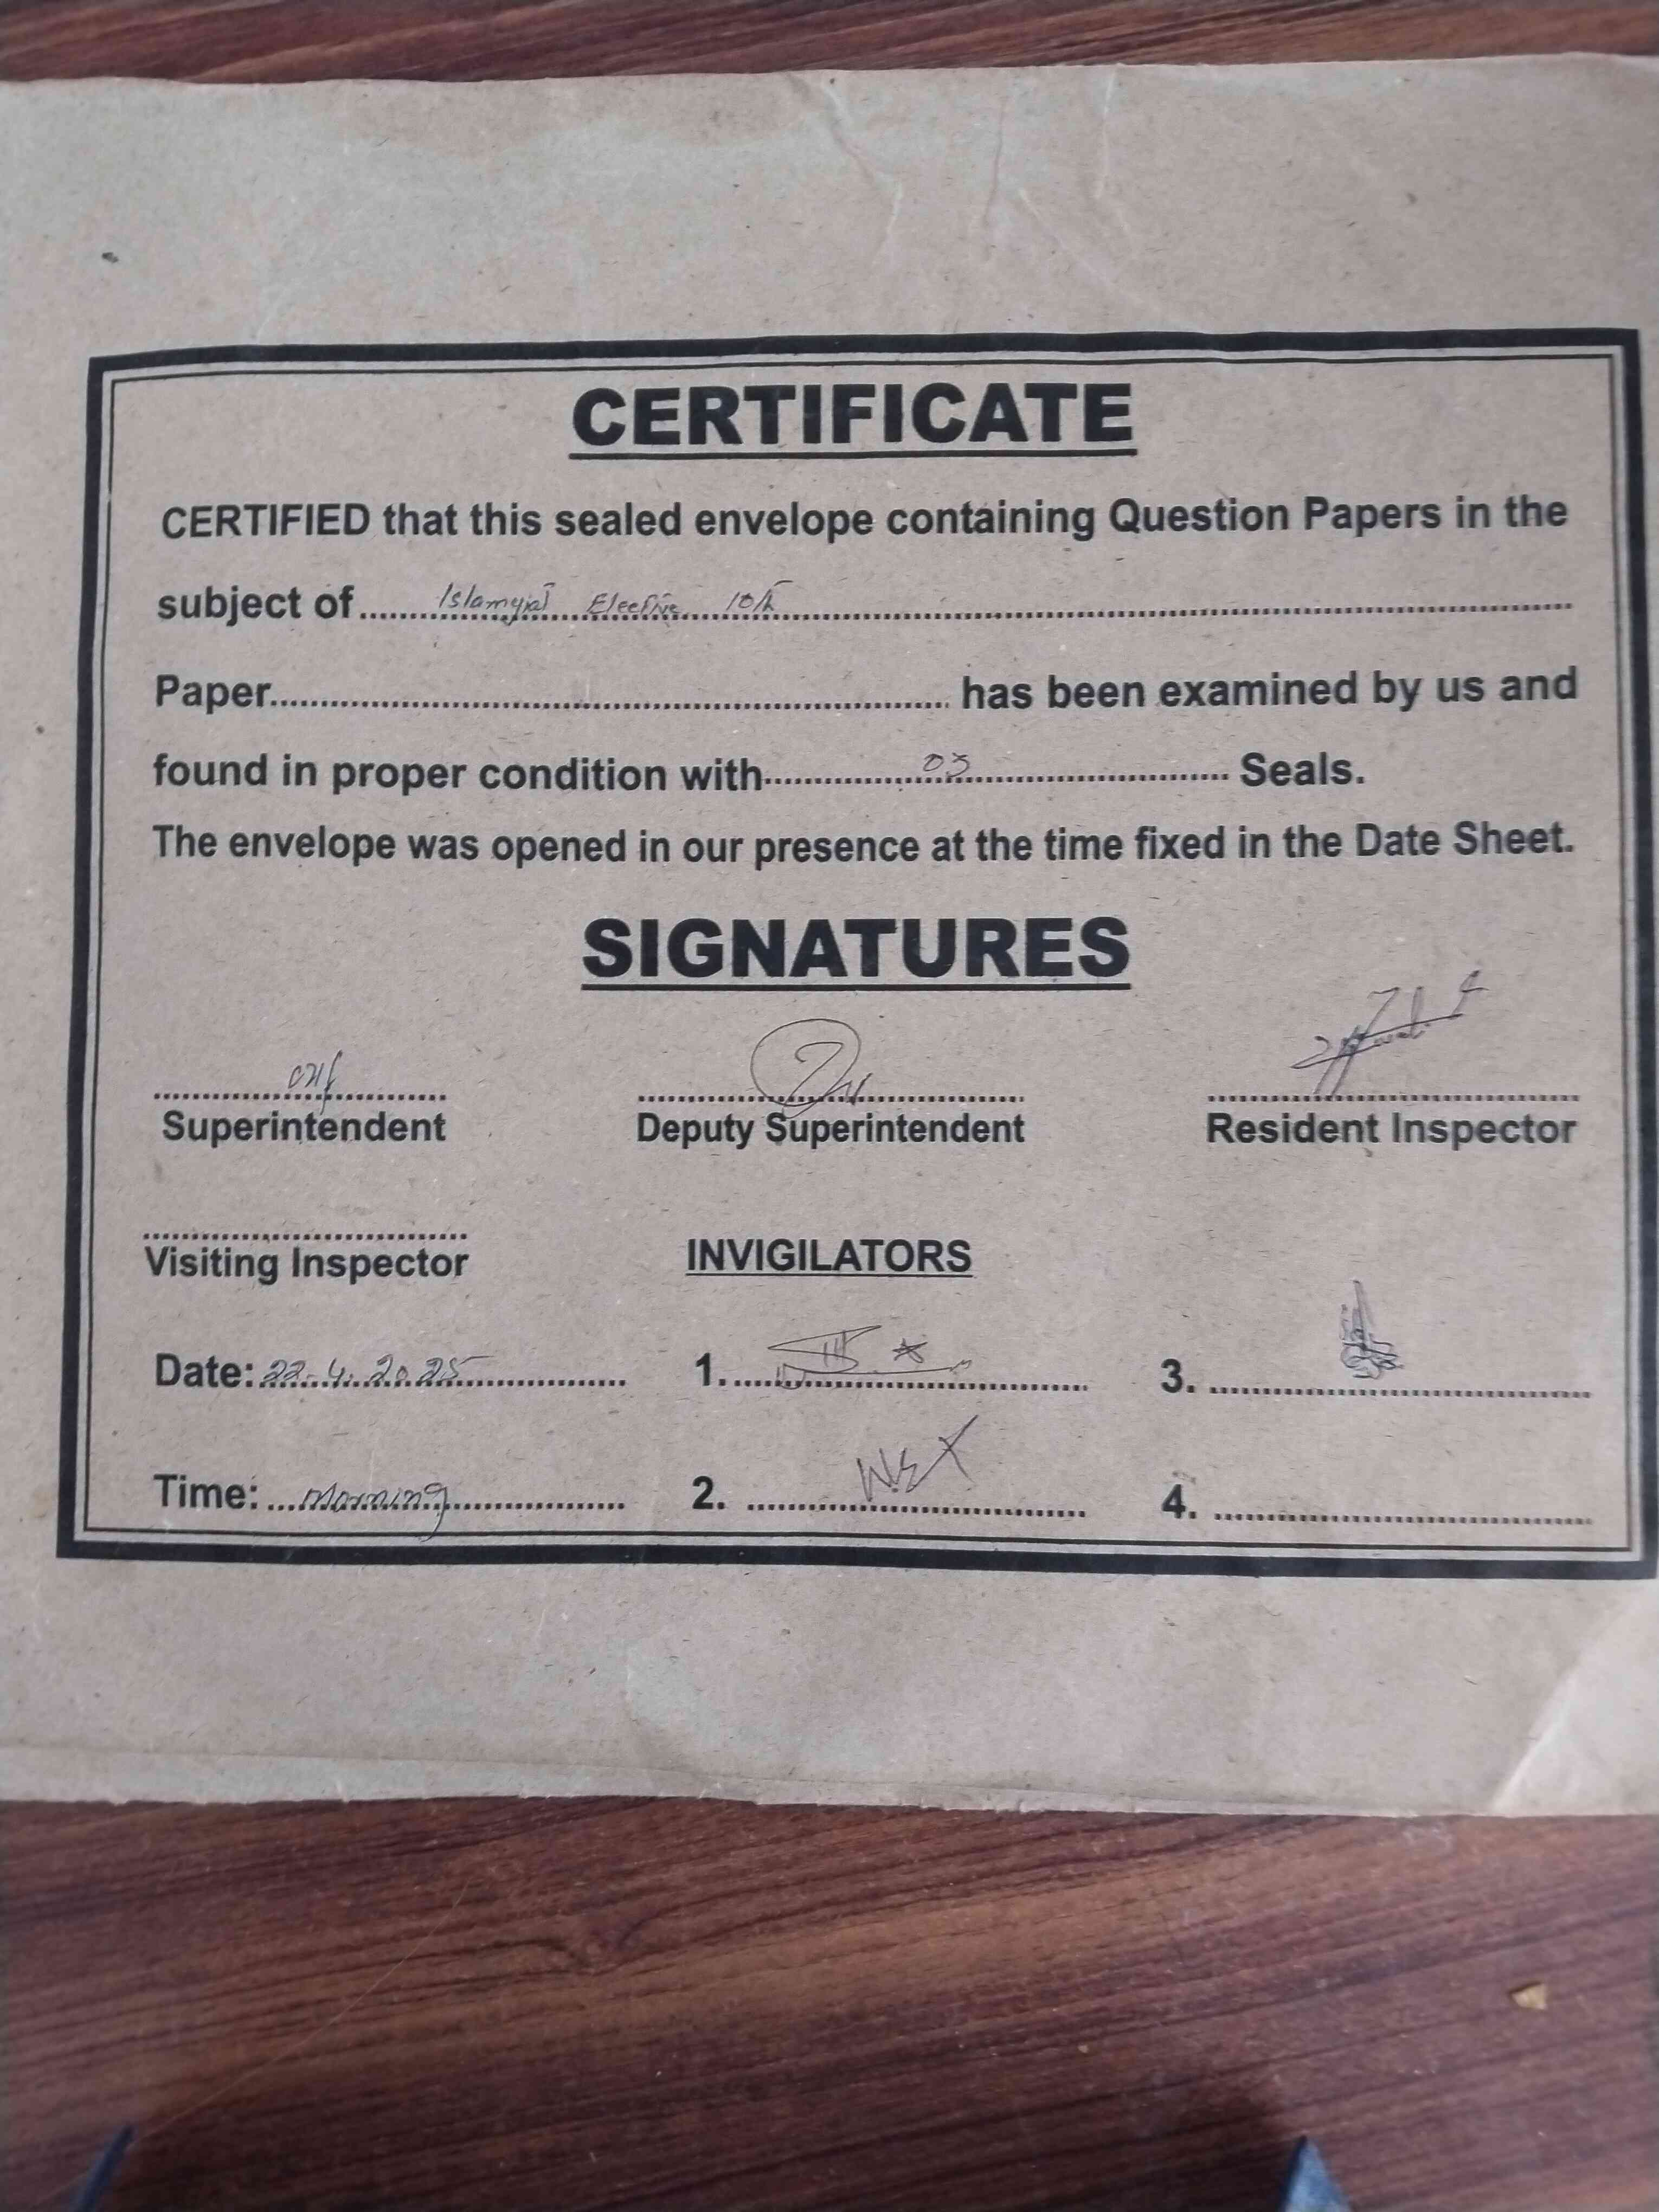 CERTIFICATE
CERTIFIED that this sealed envelope containing Question Papers in the
subject of Islamyiat Elective 10th
Paper has been examined by us and
found in proper condition with 03 Seals.
The envelope was opened in our presence at the time fixed in the Date Sheet.
SIGNATURES
Superintendent Deputy Superintendent Resident Inspector
Visiting Inspector INVIGILATORS
Date: 22.4.2025 1. 3.
Time: Morning 2. 4.